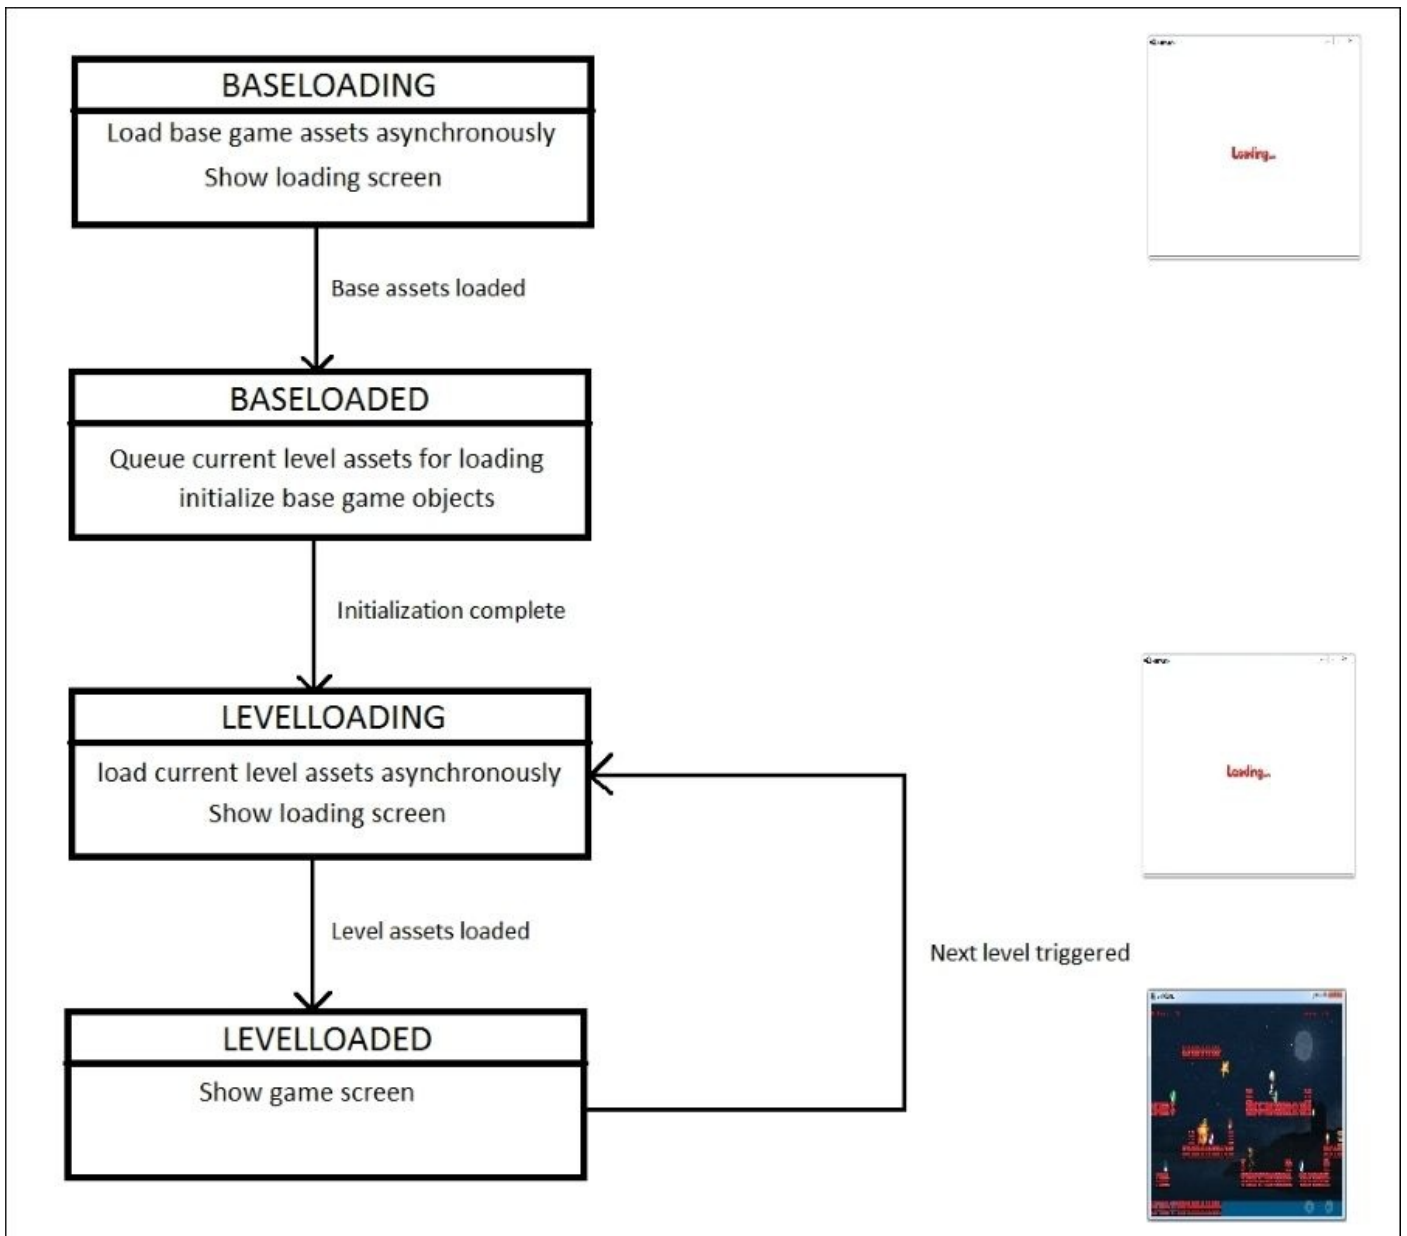 BASELOADING
Load base game assets asynchronously
Show loading screen
Base assets loaded
BASELOADED
Queue current level assets for loading
initialize base game objects
Initialization complete
LEVELLOADING
load current level assets asynchronously
Show loading screen
Level assets loaded
LEVELLOADED
Show game screen
Next level triggered
Loading...
Loading...